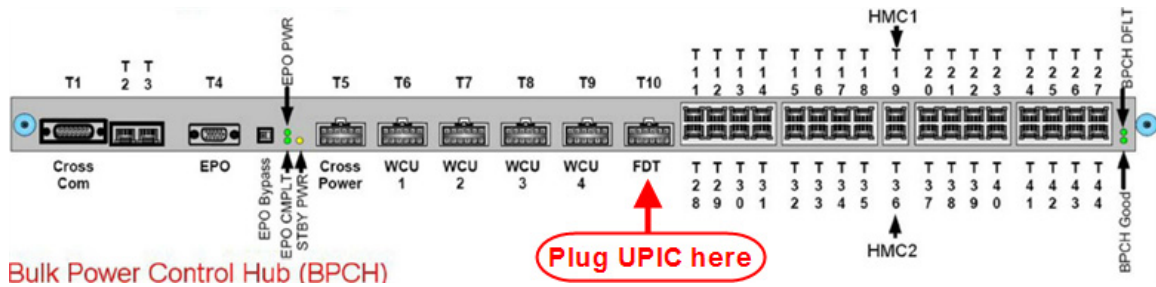 HMC1
T1 T2 T3 T4 EPO PWR T5 T6 T7 T8 T9 T10 T11 T12 T13 T14 T15 T16 T17 T18 T19 T20 T21 T22 T23 T24 T25 T26 T27 BPCH DFLT
Cross Com EPO EPO Bypass EPO CMPLT STBY PWR Cross Power WCU 1 WCU 2 WCU 3 WCU 4 FDT T28 T29 T30 T31 T32 T33 T34 T35 T36 T37 T38 T39 T40 T41 T42 T43 T44 BPCH Good
Plug UPIC here
HMC2
Bulk Power Control Hub (BPCH)